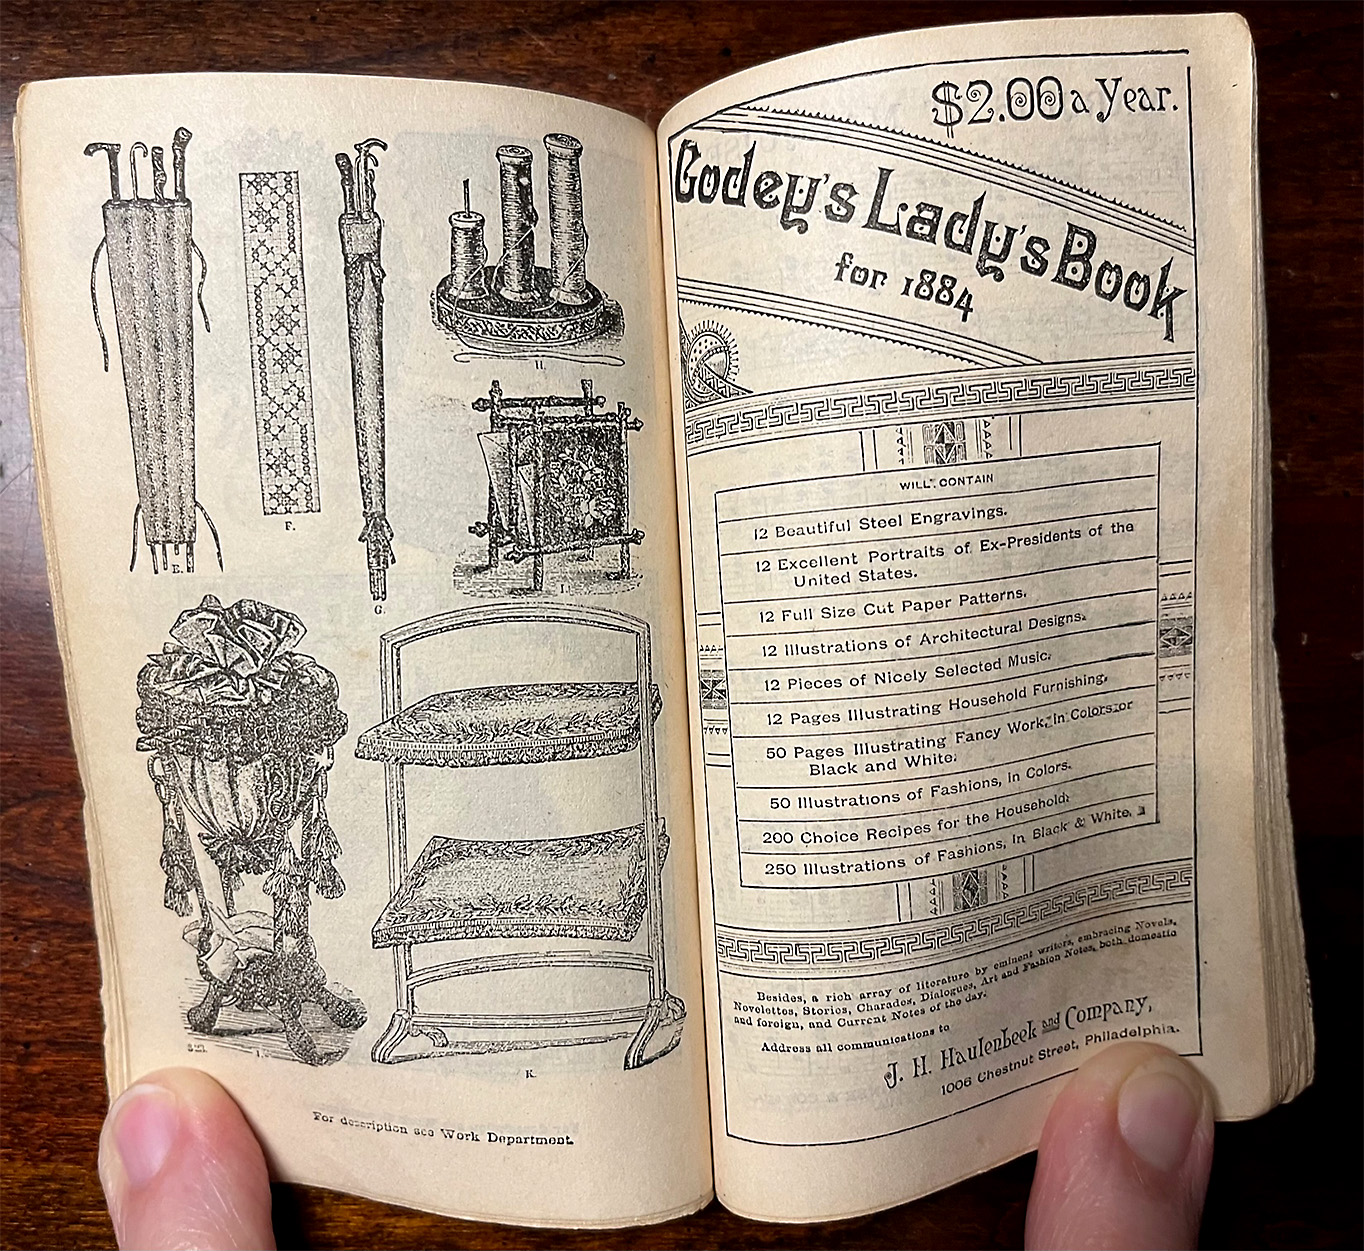 E.
F.
G.
H.
I.
K.
For description see Work Department.
$2.00 a Year.
Godey's Lady's Book
for 1884
WILL CONTAIN
12 Beautiful Steel Engravings.
12 Excellent Portraits of Ex-Presidents of the
United States.
12 Full Size Cut Paper Patterns.
12 Illustrations of Architectural Designs.
12 Pieces of Nicely Selected Music.
12 Pages Illustrating Household Furnishing.
50 Pages Illustrating Fancy Work, In Colors or
Black and White.
50 Illustrations of Fashions, In Colors.
200 Choice Recipes for the Household.
250 Illustrations of Fashions, In Black & White.
Besides, a rich array of literature by eminent writers, embracing Novels,
Novelettes, Stories, Charades, Dialogues, Art and Fashion Notes, both domestic
and foreign, and Current Notes of the day.
Address all communications to
J. H. Haulenbeek and Company,
1006 Chestnut Street, Philadelphia.